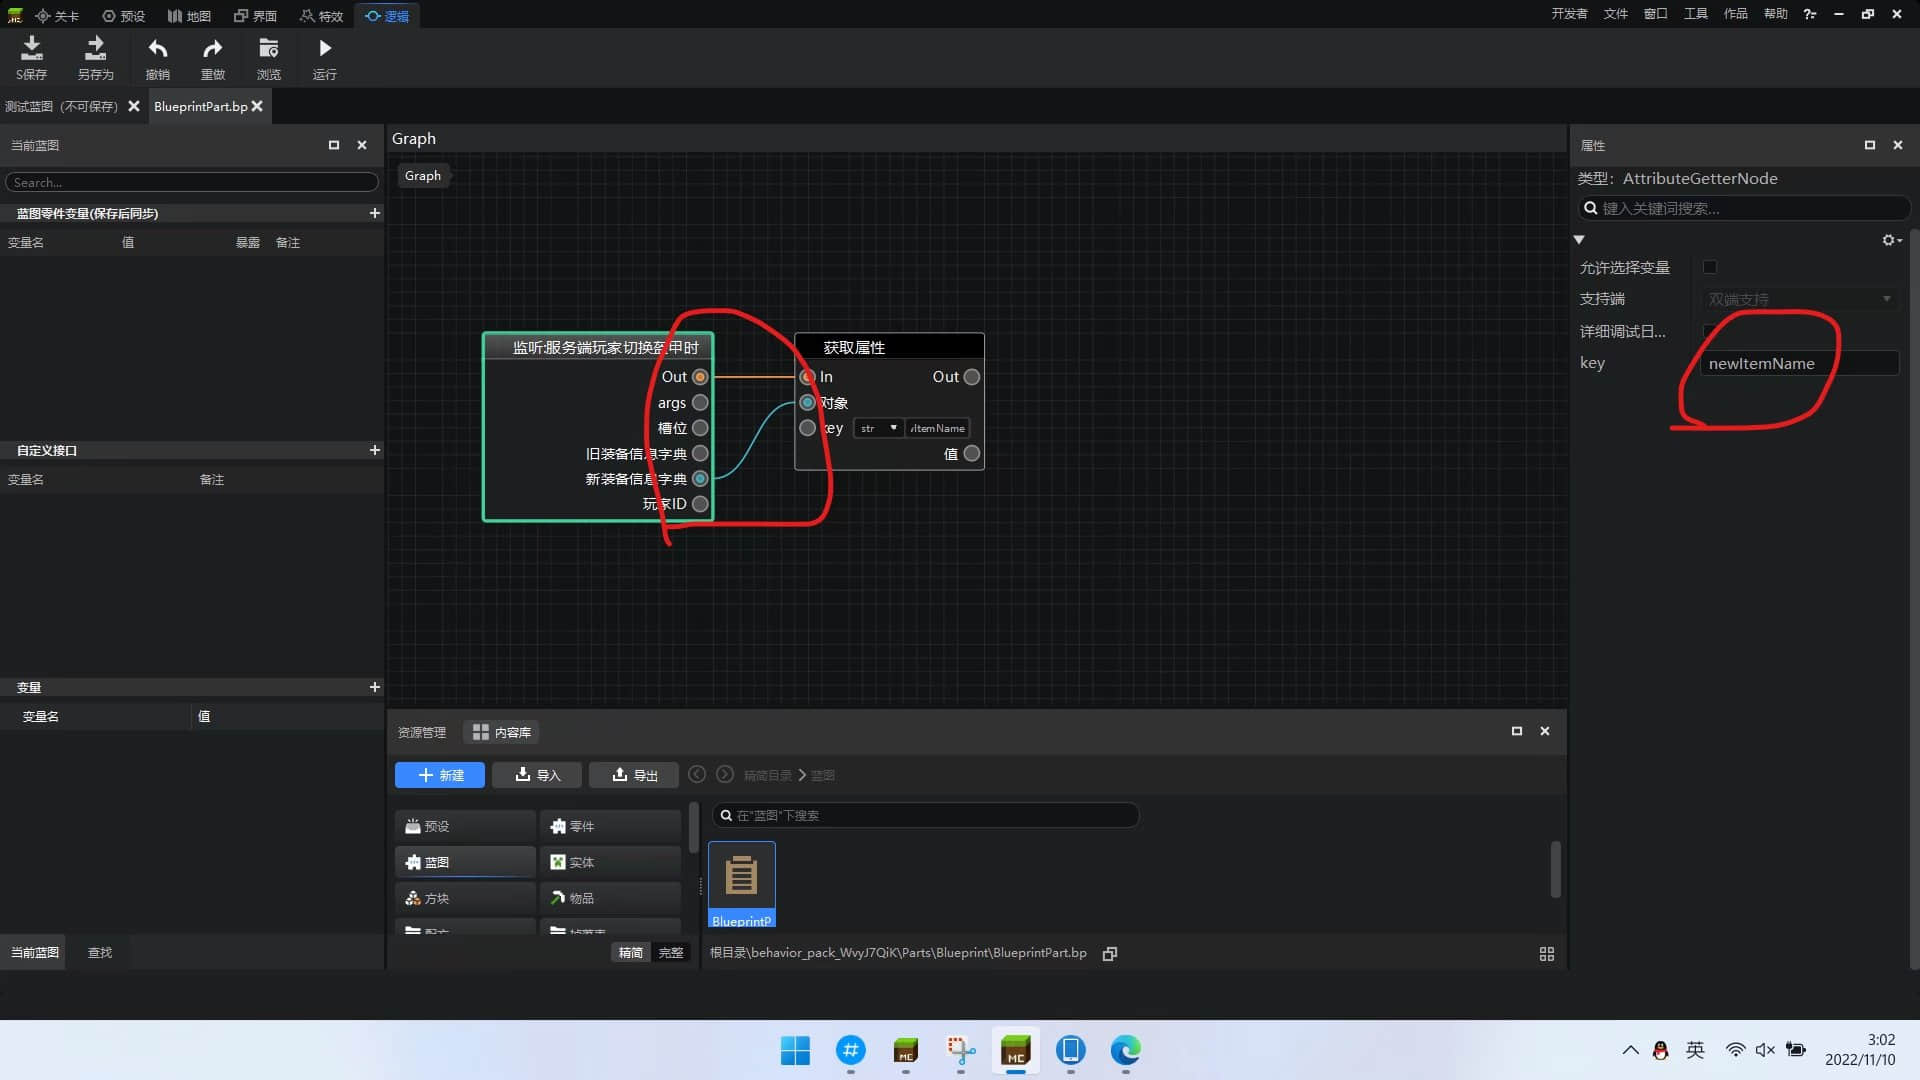 关卡 预设 地图 界面 特效 逻辑 开发者 文件 窗口 工具 作品 帮助
S保存 另存为 撤销 重做 浏览 运行
测试蓝图（不可保存） BlueprintPart.bp
当前蓝图
Search...
蓝图零件变量(保存后同步)
变量名 值 暴露 备注
自定义接口
变量名 备注
变量
变量名 值
当前蓝图 查找
Graph
Graph
监听:服务端玩家切换盔甲时
Out
args
槽位
旧装备信息字典
新装备信息字典
玩家ID
获取属性
In Out
对象
key str /ItemName
值
资源管理 内容库
新建 导入 导出 精简目录 蓝图
预设 零件
蓝图 实体
方块 物品
精简 完整
在"蓝图"下搜索
BlueprintP
根目录\behavior_pack_WvyJ7QiK\Parts\Blueprint\BlueprintPart.bp
属性
类型: AttributeGetterNode
键入关键词搜索...
允许选择变量
支持端 双端支持
详细调试日...
key newItemName
MC MC 英 3:02
2022/11/10